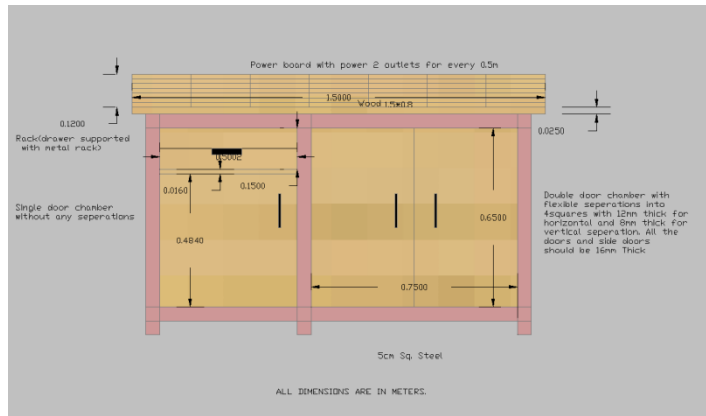 Power board with power 2 outlets for every 0.5m
1.5000
Wood 1.5*0.8
0.1200
0.0250
Rack(drawer supported
with metal rack)
0.5002
0.0160
0.1500
Single door chamber
without any seperations
0.4840
0.6500
0.7500
Double door chamber with
flexible seperations into
4squares with 12mm thick for
horizontal and 8mm thick for
vertical seperation. All the
doors and side doors
should be 16mm Thick
5cm Sq. Steel
ALL DIMENSIONS ARE IN METERS.